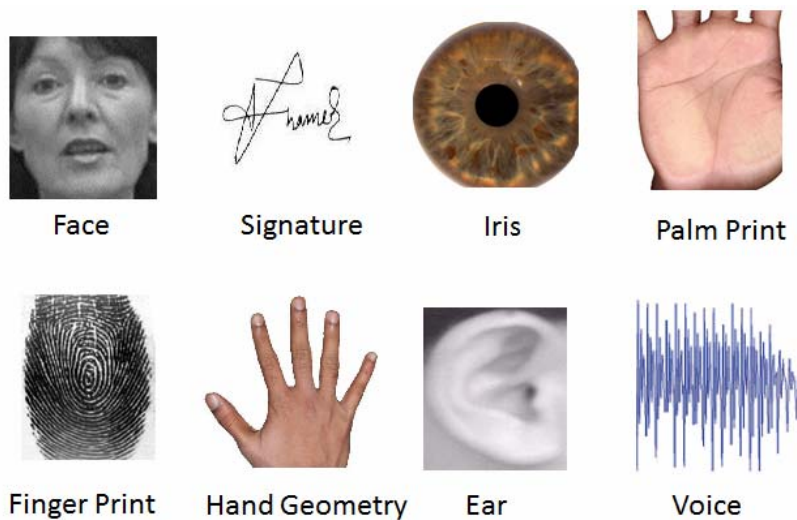 Face
Signature
Iris
Palm Print
Finger Print
Hand Geometry
Ear
Voice